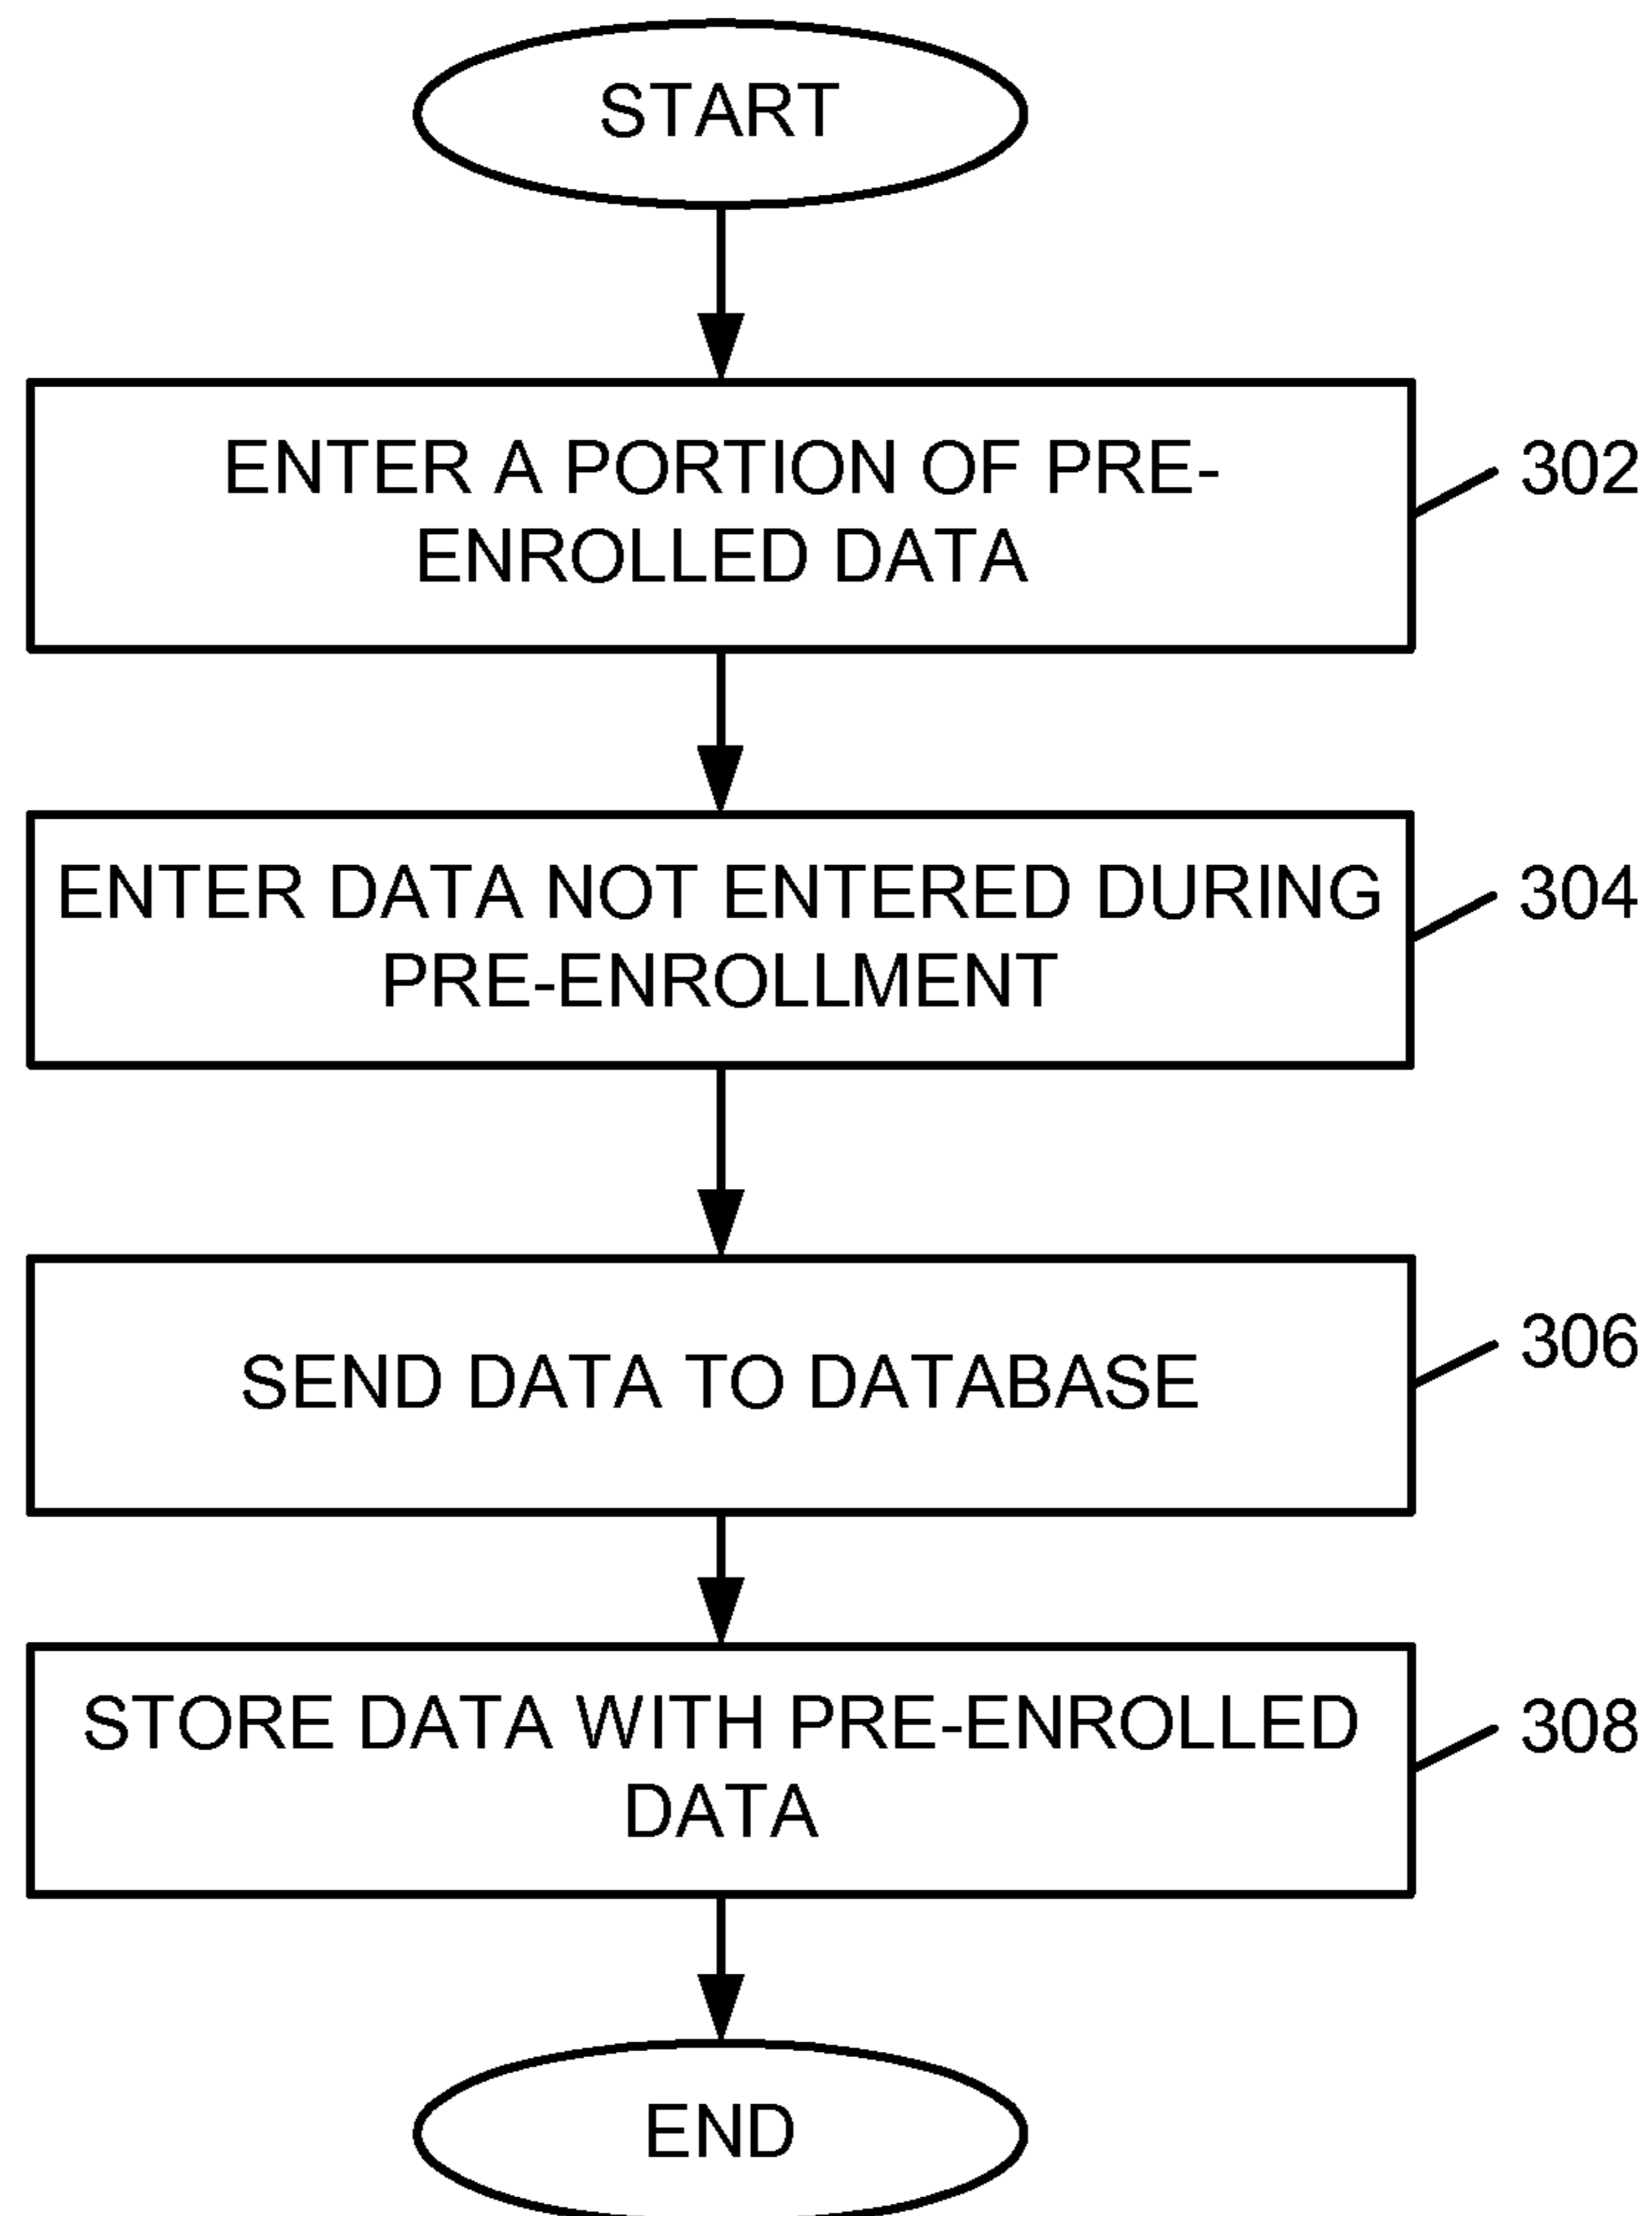 START
ENTER A PORTION OF PRE-
ENROLLED DATA
302
ENTER DATA NOT ENTERED DURING
PRE-ENROLLMENT
304
SEND DATA TO DATABASE
306
STORE DATA WITH PRE-ENROLLED
DATA
308
END